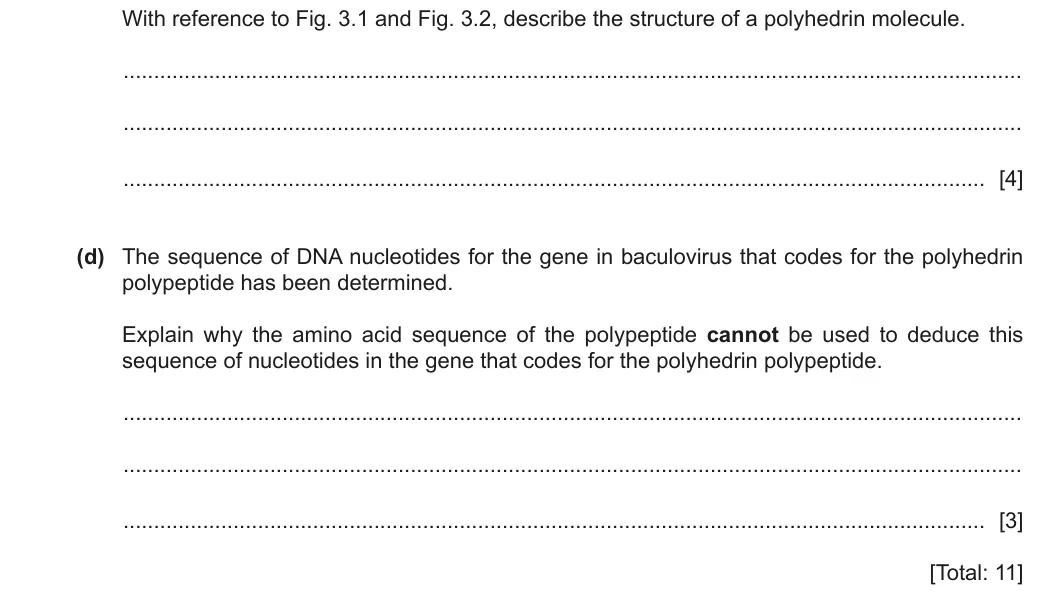 With reference to Fig. 3.1 and Fig. 3.2, describe the structure of a polyhedrin molecule.
..........................................................................................................................................................
..........................................................................................................................................................
.................................................................................................................................................... [4]
(d) The sequence of DNA nucleotides for the gene in baculovirus that codes for the polyhedrin
polypeptide has been determined.
Explain why the amino acid sequence of the polypeptide cannot be used to deduce this
sequence of nucleotides in the gene that codes for the polyhedrin polypeptide.
..........................................................................................................................................................
..........................................................................................................................................................
.................................................................................................................................................... [3]
[Total: 11]